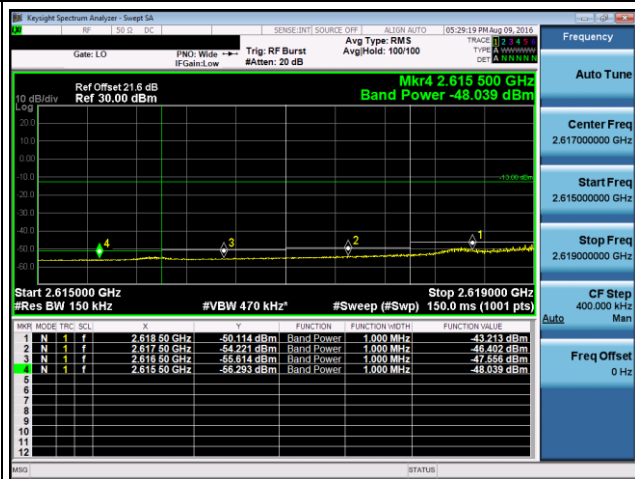 Keysight Spectrum Analyzer - Swept SA
RF 50 Ω DC SENSE:INT SOURCE OFF ALIGN AUTO 05:29:19 PM Aug 09, 2016
Gate: LO PNO: Wide Trig: RF Burst Avg Type: RMS TRACE 1 2 3 4 5 6
IFGain:Low #Atten: 20 dB Avg|Hold: 100/100 TYPE A WWWWW
DET A N N N N N
Frequency
Auto Tune
Center Freq
2.617000000 GHz
Start Freq
2.615000000 GHz
Stop Freq
2.619000000 GHz
CF Step
400.000 kHz
Auto Man
Freq Offset
0 Hz
Ref Offset 21.6 dB
10 dB/div Ref 30.00 dBm
Log
Mkr4 2.615 500 GHz
Band Power -48.039 dBm
20.0
10.0
0.00
-10.0
-13.00 dBm
-20.0
-30.0
-40.0
-50.0
-60.0
4 3 2 1
Start 2.615000 GHz Stop 2.619000 GHz
#Res BW 150 kHz #VBW 470 kHz* #Sweep (#Swp) 150.0 ms (1001 pts)
MKR MODE TRC SCL X Y FUNCTION FUNCTION WIDTH FUNCTION VALUE
1 N 1 f 2.618 50 GHz -50.114 dBm Band Power 1.000 MHz -43.213 dBm
2 N 1 f 2.617 50 GHz -54.221 dBm Band Power 1.000 MHz -46.402 dBm
3 N 1 f 2.616 50 GHz -55.614 dBm Band Power 1.000 MHz -47.556 dBm
4 N 1 f 2.615 50 GHz -56.293 dBm Band Power 1.000 MHz -48.039 dBm
5
6
7
8
9
10
11
12
MSG STATUS